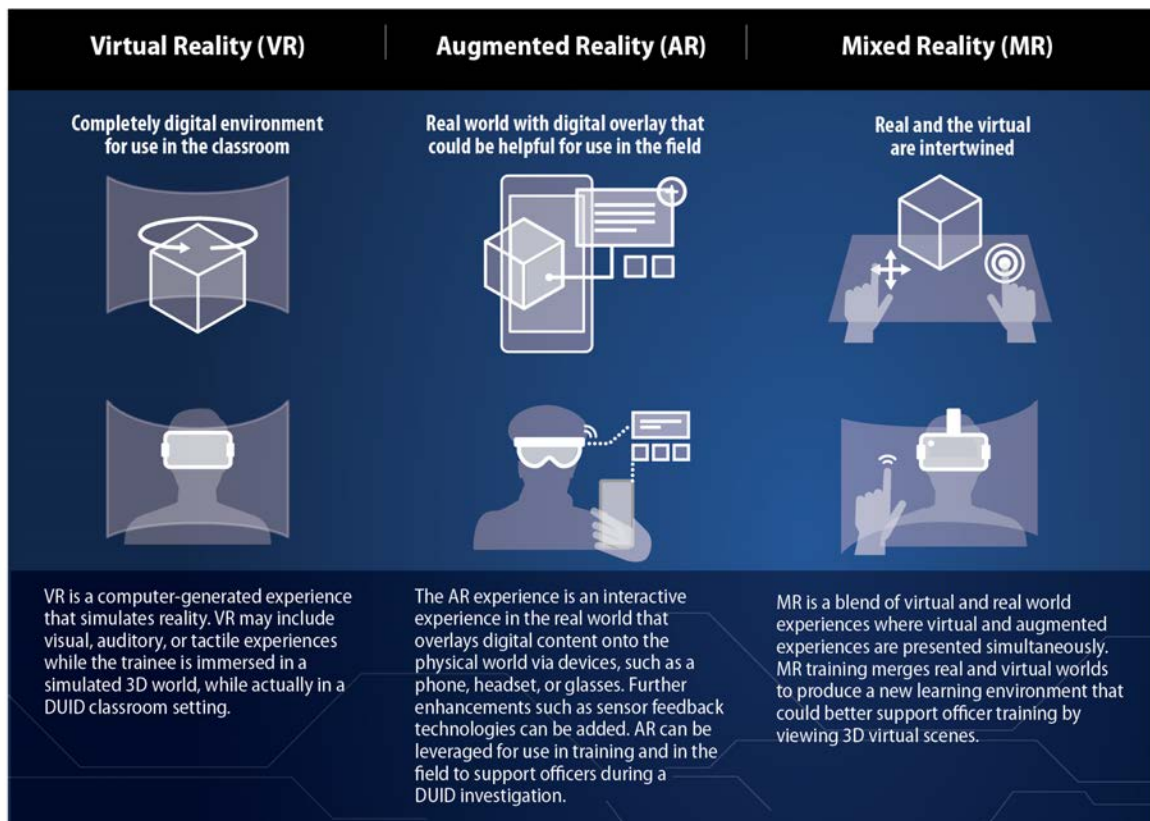 Virtual Reality (VR)
Augmented Reality (AR)
Mixed Reality (MR)
Completely digital environment
for use in the classroom
Real world with digital overlay that
could be helpful for use in the field
Real and the virtual
are intertwined
VR is a computer-generated experience
that simulates reality. VR may include
visual, auditory, or tactile experiences
while the trainee is immersed in a
simulated 3D world, while actually in a
DUID classroom setting.
The AR experience is an interactive
experience in the real world that
overlays digital content onto the
physical world via devices, such as a
phone, headset, or glasses. Further
enhancements such as sensor feedback
technologies can be added. AR can be
leveraged for use in training and in the
field to support officers during a
DUID investigation.
MR is a blend of virtual and real world
experiences where virtual and augmented
experiences are presented simultaneously.
MR training merges real and virtual worlds
to produce a new learning environment that
could better support officer training by
viewing 3D virtual scenes.